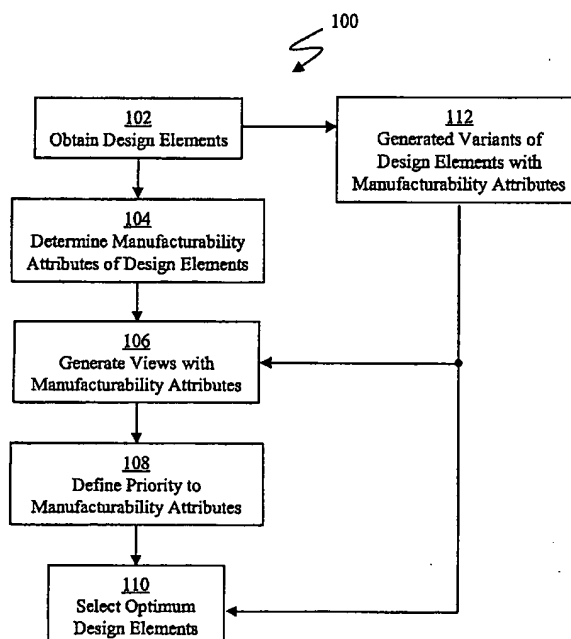 100
102
Obtain Design Elements
112
Generated Variants of
Design Elements with
Manufacturability Attributes
104
Determine Manufacturability
Attributes of Design Elements
106
Generate Views with
Manufacturability Attributes
108
Define Priority to
Manufacturability Attributes
110
Select Optimum
Design Elements